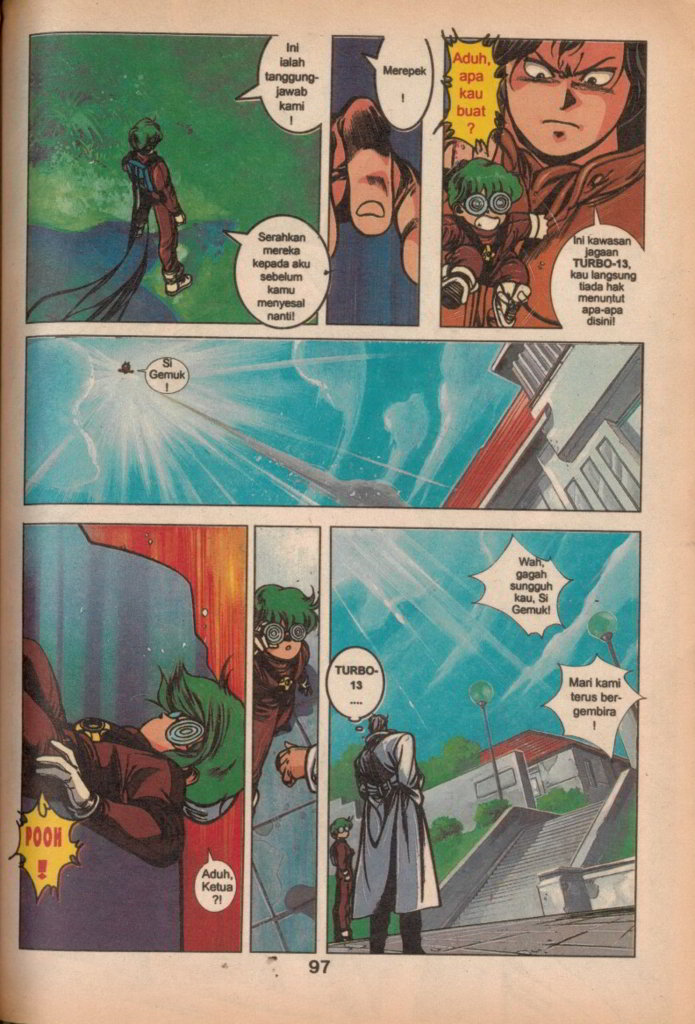 Ini
ialah
tanggung-
jawab
kami
!
Serahkan
mereka
kepada aku
sebelum
kamu
menyesal
nanti!
Merepek
!
Aduh,
apa
kau
buat
?
Ini kawasan
jagaan
TURBO-13,
kau langsung
tiada hak
menuntut
apa-apa
disini!
Si
Gemuk
!
POOH
!
Aduh,
Ketua
?!
Wah,
gagah
sungguh
kau, Si
Gemuk!
TURBO-
13
....
Mari kami
terus ber-
gembira
!
97